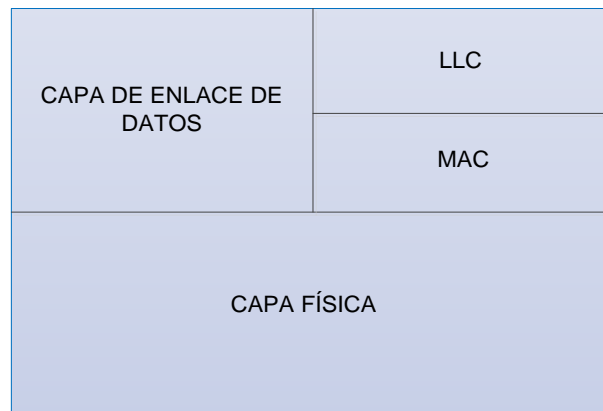 CAPA DE ENLACE DE
DATOS
LLC
MAC
CAPA FÍSICA